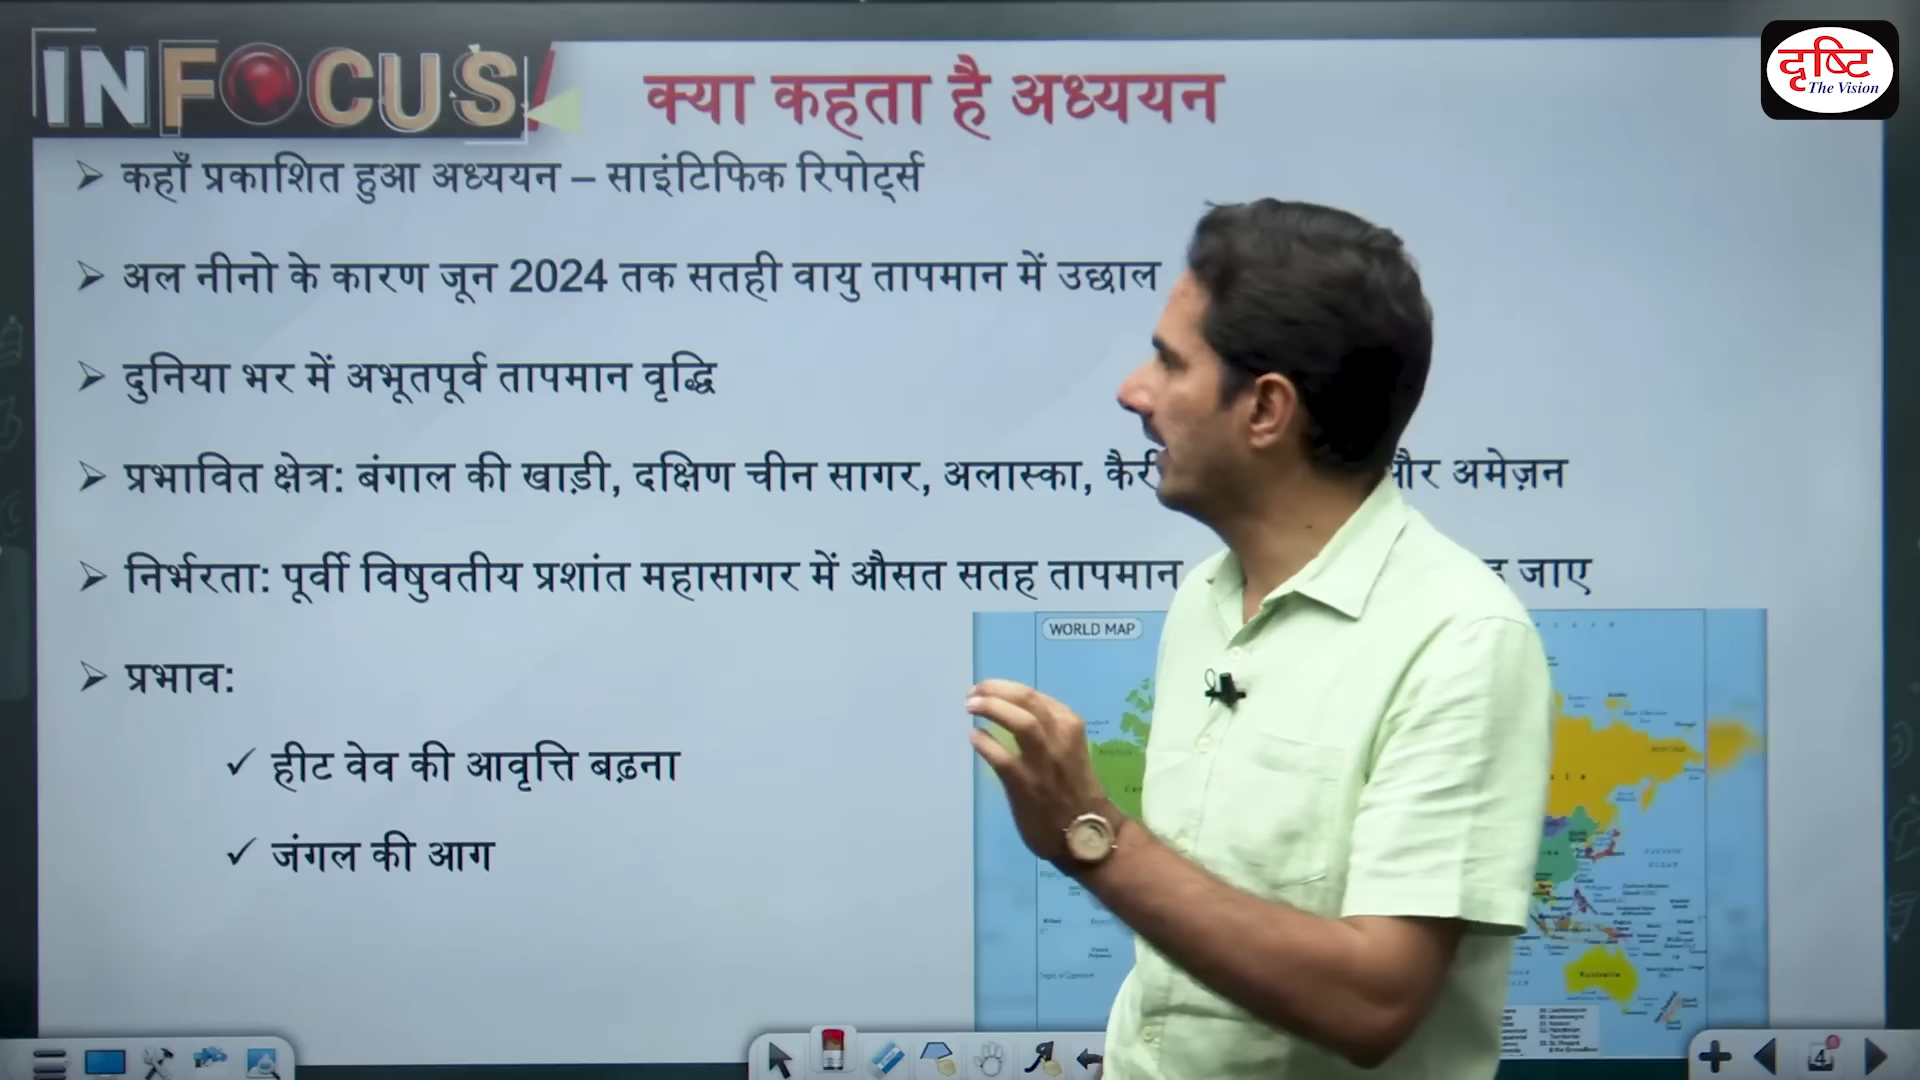 INFOCUS
क्या कहता है अध्ययन
दृष्टि
The Vision
➢ कहाँ प्रकाशित हुआ अध्ययन – साइंटिफिक रिपोर्ट्स
➢ अल नीनो के कारण जून 2024 तक सतही वायु तापमान में उछाल
➢ दुनिया भर में अभूतपूर्व तापमान वृद्धि
➢ प्रभावित क्षेत्र: बंगाल की खाड़ी, दक्षिण चीन सागर, अलास्का, और अमेज़न
➢ निर्भरता: पूर्वी विषुवतीय प्रशांत महासागर में औसत सतह तापमान जाए
➢ प्रभाव:
✓ हीट वेव की आवृत्ति बढ़ना
✓ जंगल की आग
WORLD MAP
Australia
4